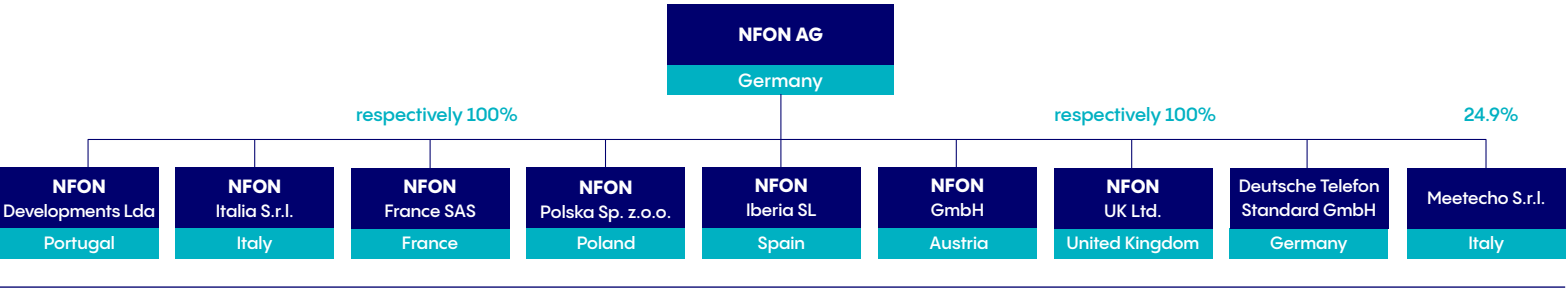 NFON AG
Germany
respectively 100%
respectively 100%
24.9%
NFON
Developments Lda
Portugal
NFON
Italia S.r.l.
Italy
NFON
France SAS
France
NFON
Polska Sp. z.o.o.
Poland
NFON
Iberia SL
Spain
NFON
GmbH
Austria
NFON
UK Ltd.
United Kingdom
Deutsche Telefon
Standard GmbH
Germany
Meetecho S.r.l.
Italy